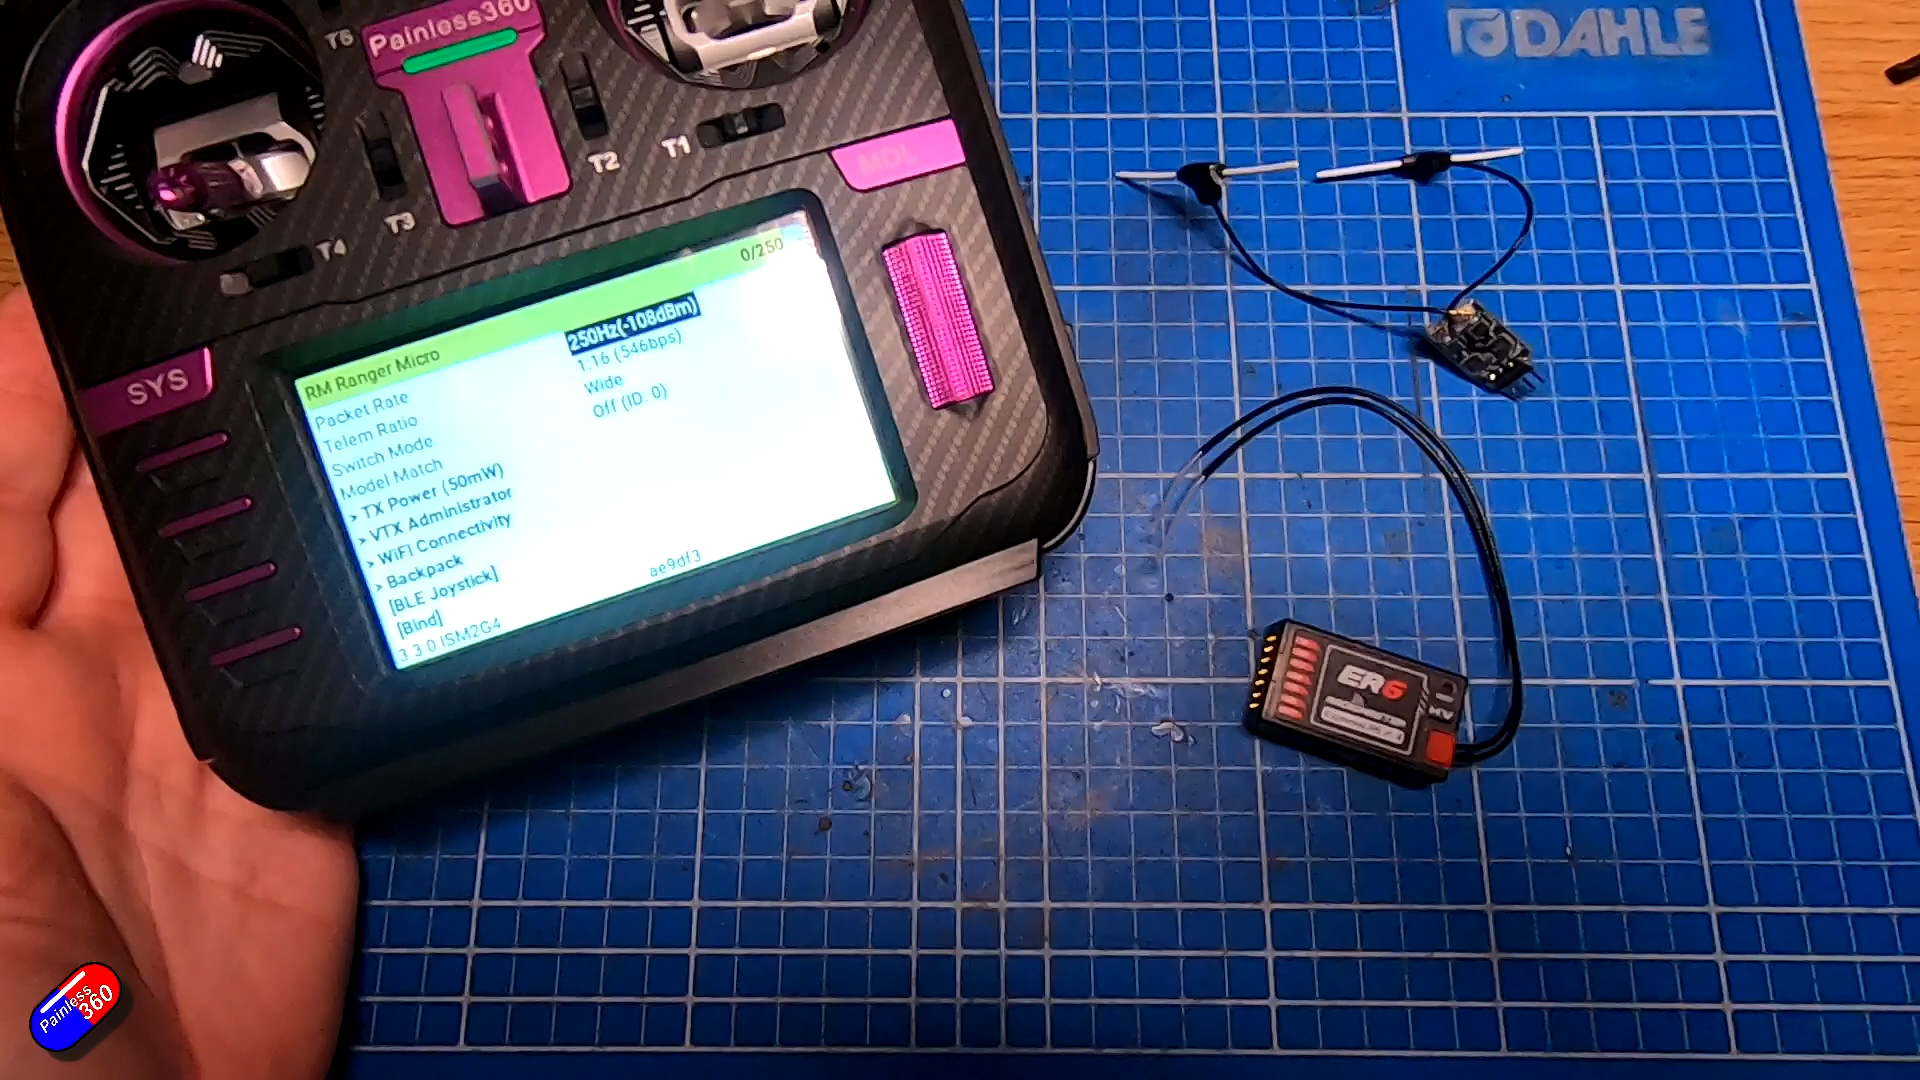 DAHLE
Painless360
T5
T2
T1
T3
T4
MDL
SYS
RM Ranger Micro
0/250
Packet Rate
250Hz(-108dBm)
Telem Ratio
1:16 (546bps)
Switch Mode
Wide
Model Match
Off (ID: 0)
> TX Power (50mW)
> VTX Administrator
> WiFi Connectivity
> Backpack
[BLE Joystick]
[Bind]
3.3.0 ISM2G4
ae9df3
ER6
Painless
360